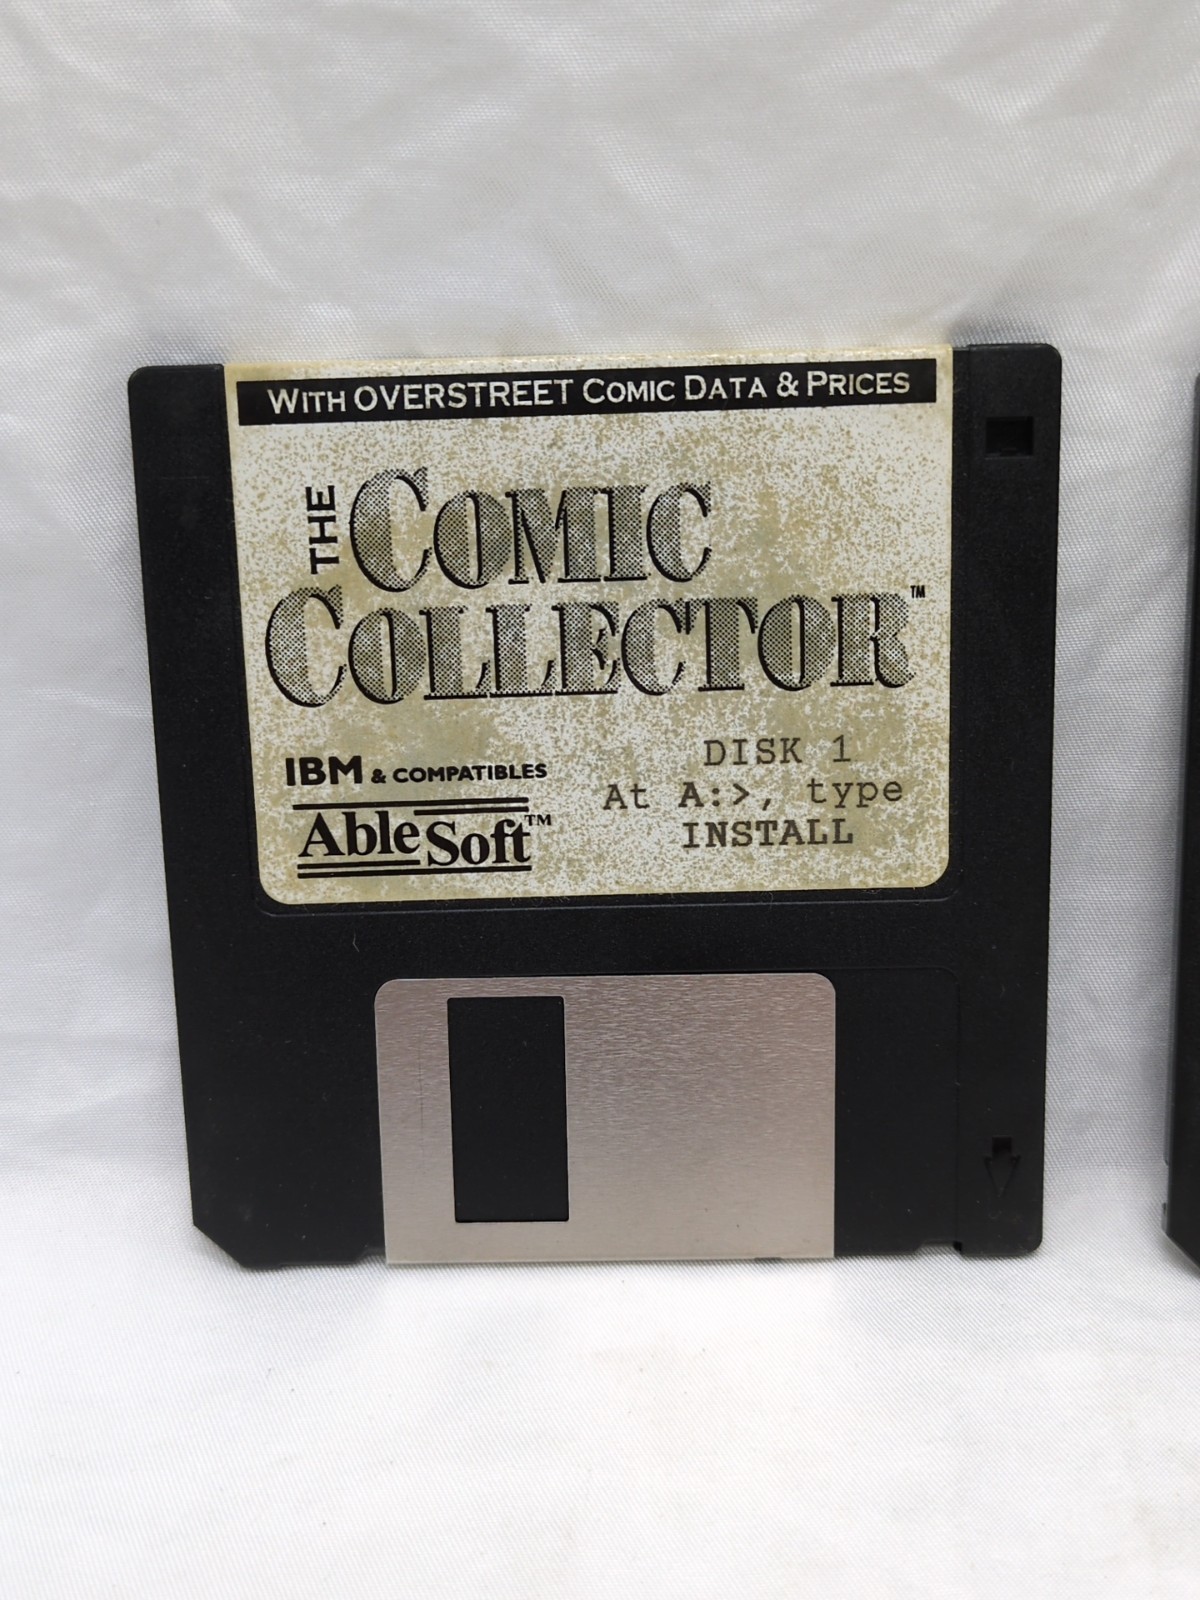 WITH OVERSTREET COMIC DATA & PRICES
THE COMIC
COLLECTOR™
IBM & COMPATIBLES
AbleSoft™
DISK 1
At A:>, type
INSTALL